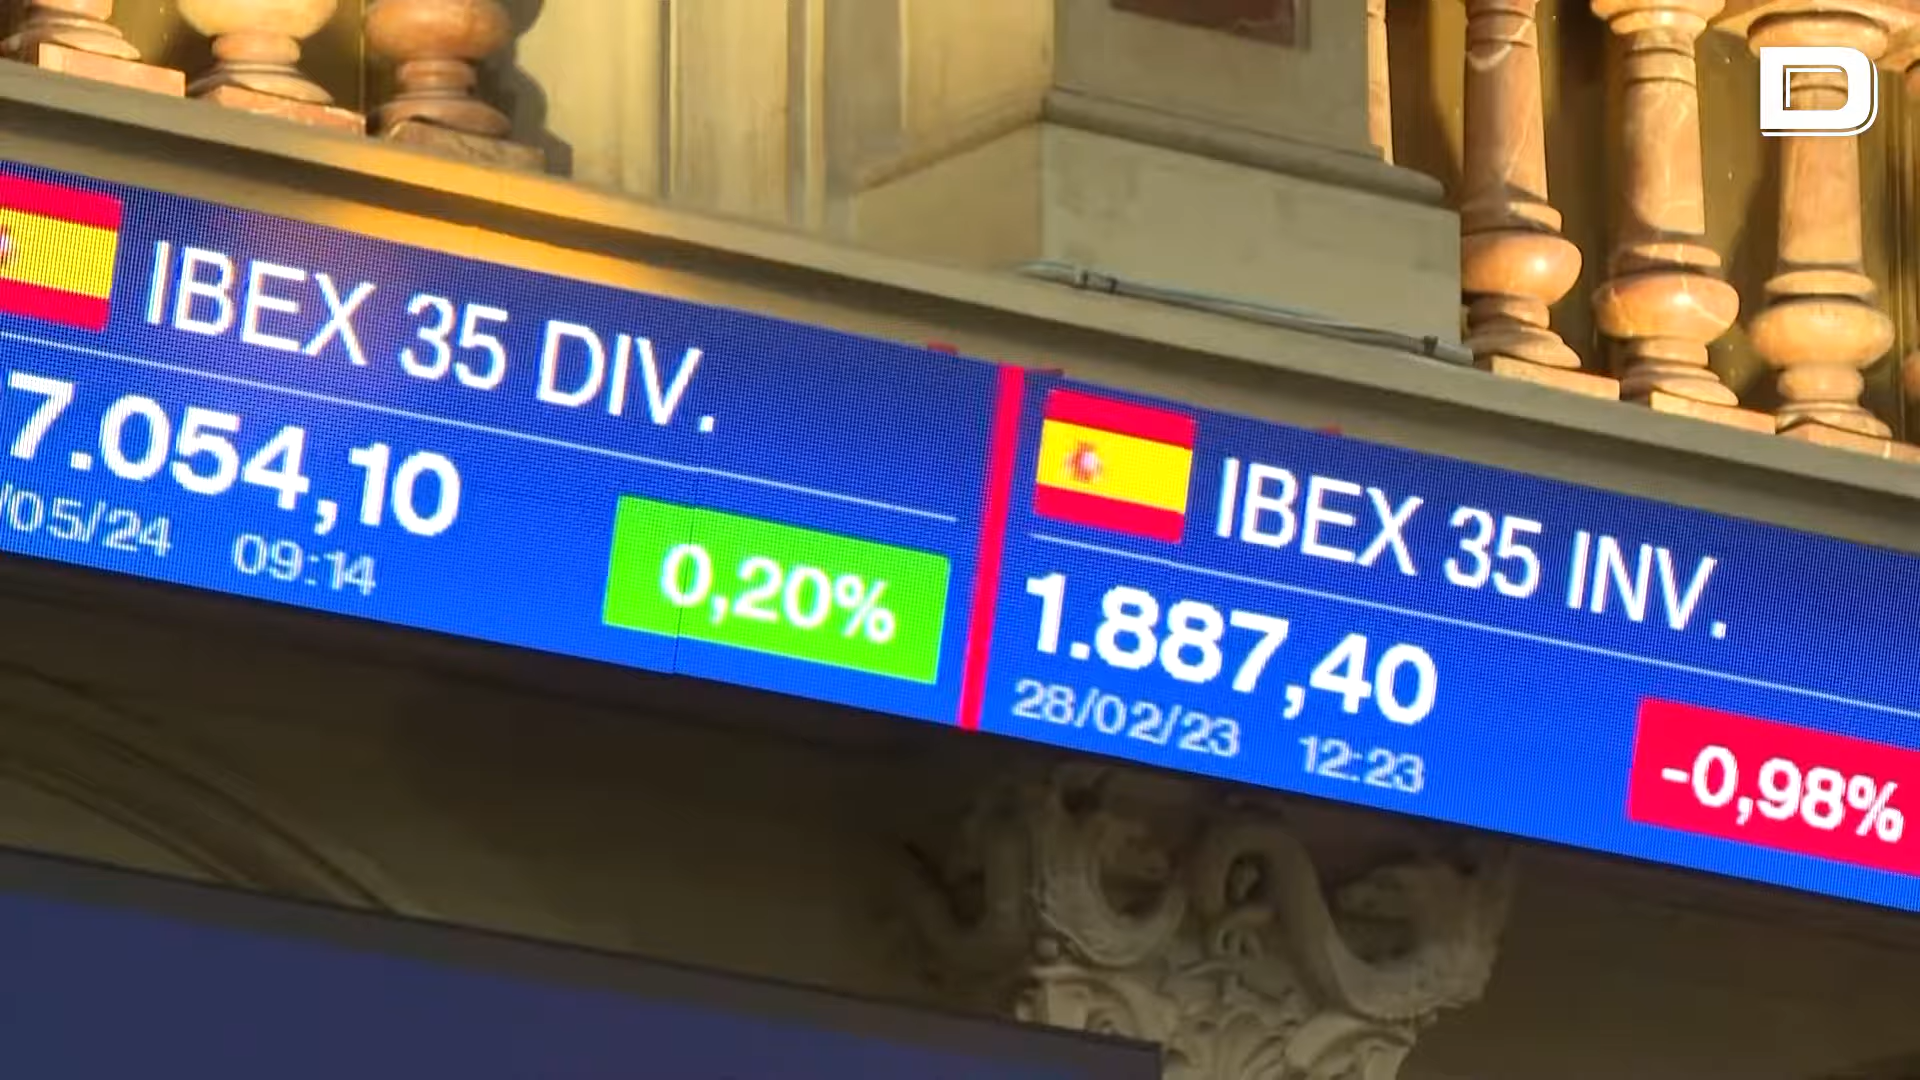 D
IBEX 35 DIV.
7.054,10
/05/24 09:14
0,20%
IBEX 35 INV.
1.887,40
28/02/23 12:23
-0,98%